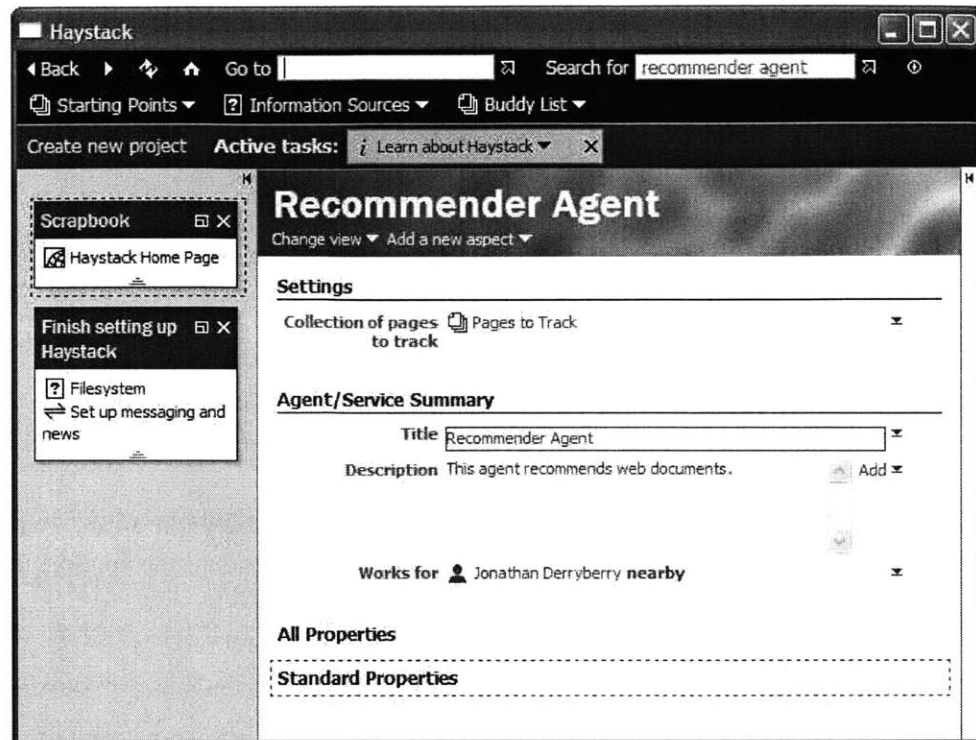 Haystack
Back Go to Search for recommender agent
Starting Points ? Information Sources Buddy List
Create new project Active tasks: i Learn about Haystack X
Scrapbook
Haystack Home Page
Finish setting up Haystack
? Filesystem
Set up messaging and
news
Recommender Agent
Change view Add a new aspect
Settings
Collection of pages to track Pages to Track
Agent/Service Summary
Title Recommender Agent
Description This agent recommends web documents. Add
Works for Jonathan Derryberry nearby
All Properties
Standard Properties